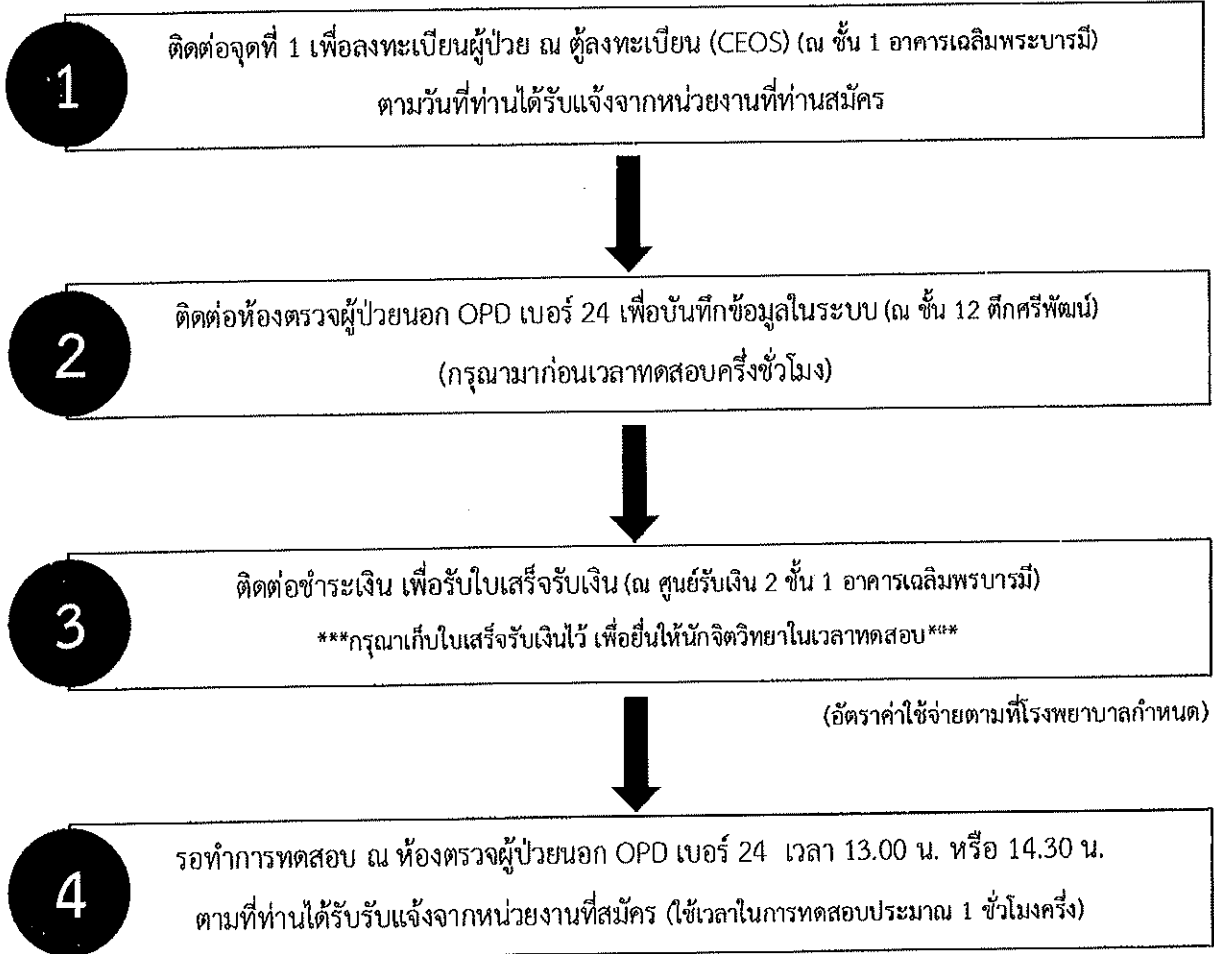 1
ติดต่อจุดที่ 1 เพื่อลงทะเบียนผู้ป่วย ณ ตู้ลงทะเบียน (CEOS) (ณ ชั้น 1 อาคารเฉลิมพระบารมี)
ตามวันที่ท่านได้รับแจ้งจากหน่วยงานที่ท่านสมัคร
2
ติดต่อห้องตรวจผู้ป่วยนอก OPD เบอร์ 24 เพื่อบันทึกข้อมูลในระบบ (ณ ชั้น 12 ตึกศรีพัฒน์)
(กรุณามาก่อนเวลาทดสอบครึ่งชั่วโมง)
3
ติดต่อชำระเงิน เพื่อรับใบเสร็จรับเงิน (ณ ศูนย์รับเงิน 2 ชั้น 1 อาคารเฉลิมพรบารมี)
***กรุณาเก็บใบเสร็จรับเงินไว้ เพื่อยื่นให้นักจิตวิทยาในเวลาทดสอบ***
(อัตราค่าใช้จ่ายตามที่โรงพยาบาลกำหนด)
4
รอทำการทดสอบ ณ ห้องตรวจผู้ป่วยนอก OPD เบอร์ 24 เวลา 13.00 น. หรือ 14.30 น.
ตามที่ท่านได้รับรับแจ้งจากหน่วยงานที่สมัคร (ใช้เวลาในการทดสอบประมาณ 1 ชั่วโมงครึ่ง)